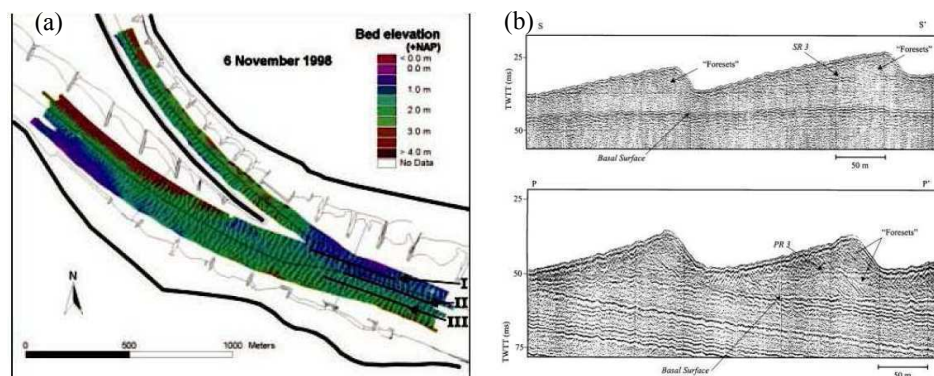 (a)
Bed elevation
(+NAP)
6 November 1998
< 0.0 m
0.0 m
1.0 m
2.0 m
3.0 m
> 4.0 m
No Data
I
II
III
N
0 500 1000
Meters
(b)
S S'
SR 3
"Foresets"
"Foresets"
25
TWTT (ms)
50
Basal Surface
50 m
P P'
25
PR 3
"Foresets"
50
TWTT (ms)
75
Basal Surface
50 m